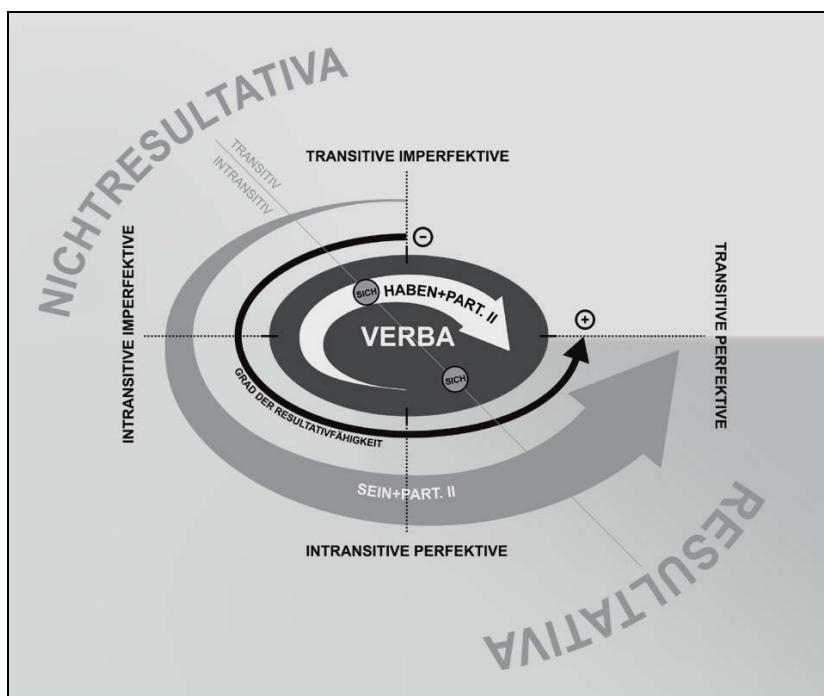 NICHTRESULTATIVA
TRANSITIV
INTRANSITIV
TRANSITIVE IMPERFEKTIVE
−
SICH
HABEN+PART. II
VERBA
SICH
+
INTRANSITIVE IMPERFEKTIVE
TRANSITIVE PERFEKTIVE
GRAD DER RESULTATIVFÄHIGKEIT
SEIN+PART. II
INTRANSITIVE PERFEKTIVE
RESULTATIVA